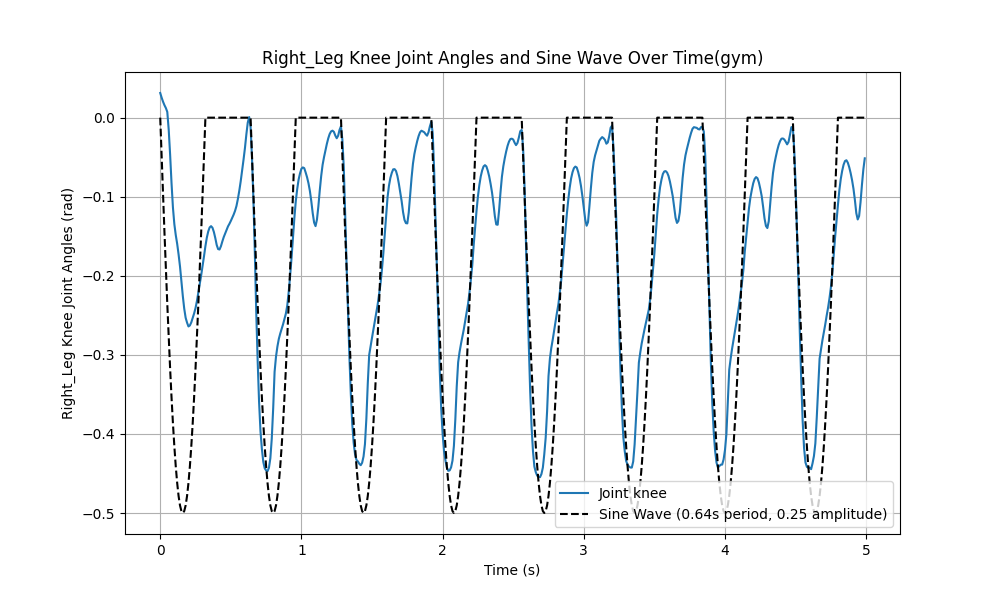 Right_Leg Knee Joint Angles and Sine Wave Over Time(gym)
Right_Leg Knee Joint Angles (rad)
0.0
−0.1
−0.2
−0.3
−0.4
−0.5
Joint knee
Sine Wave (0.64s period, 0.25 amplitude)
0 1 2 3 4 5
Time (s)